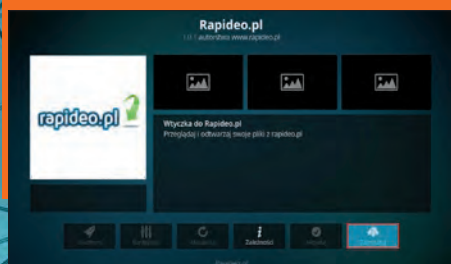 Rapideo.pl
1.0.1 autorstwa www.rapideo.pl
rapideo.pl
Wtyczka do Rapideo.pl
Przeglądaj i odtwarzaj swoje pliki z rapideo.pl
Zależności